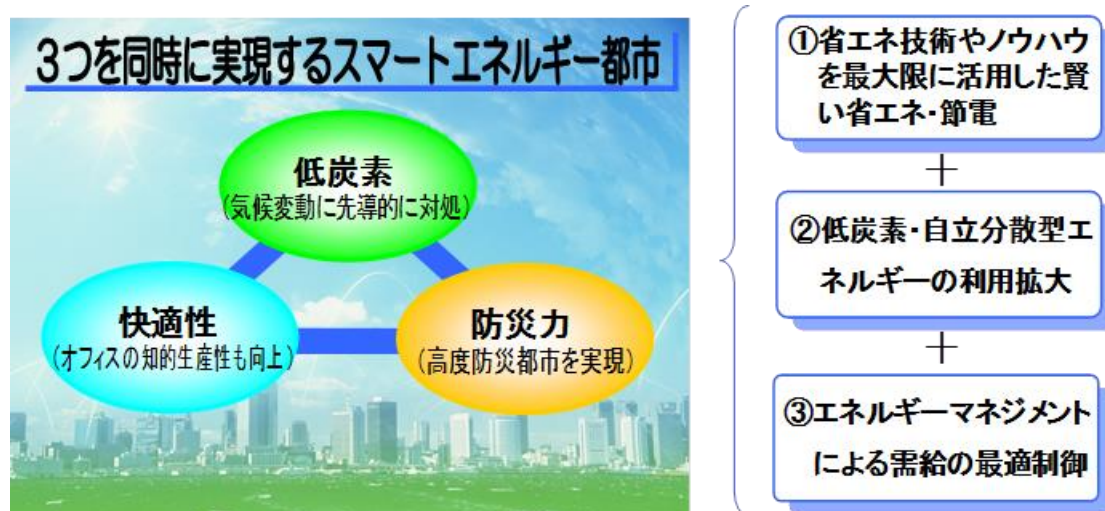 3つを同時に実現するスマートエネルギー都市
低炭素
(気候変動に先導的に対処)
快適性
(オフィスの知的生産性も向上)
防災力
(高度防災都市を実現)
①省エネ技術やノウハウ
を最大限に活用した賢
い省エネ・節電
+
②低炭素・自立分散型エ
ネルギーの利用拡大
+
③エネルギーマネジメント
による需給の最適制御